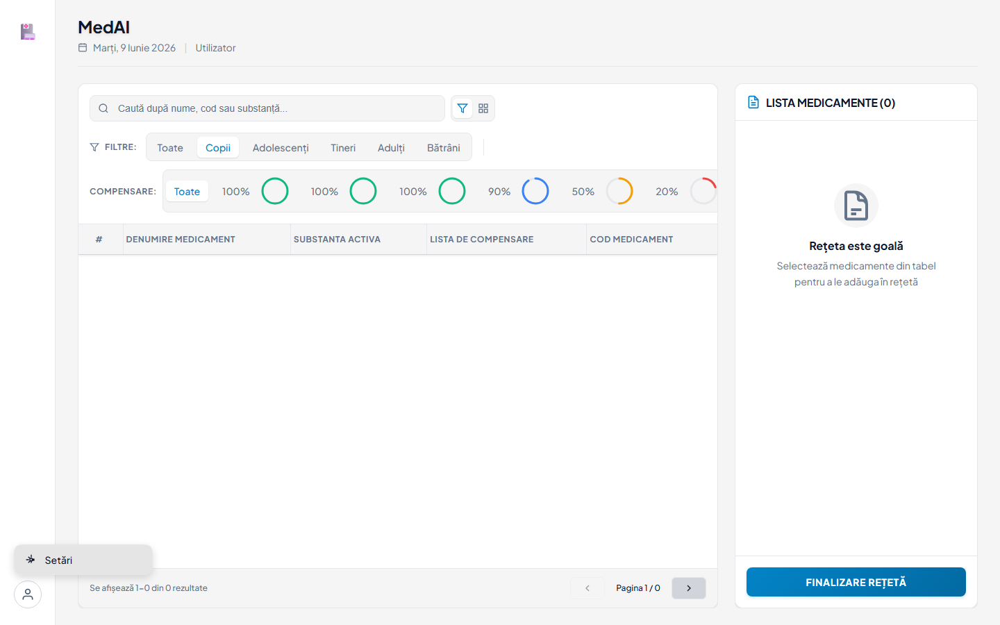 MedAI
Marți, 9 Iunie 2026 | Utilizator
Caută după nume, cod sau substanță...
FILTRE: Toate Copii Adolescenți Tineri Adulți Bătrâni
COMPENSARE: Toate 100% 100% 100% 90% 50% 20%
# DENUMIRE MEDICAMENT SUBSTANTA ACTIVA LISTA DE COMPENSARE COD MEDICAMENT
Se afișează 1–0 din 0 rezultate
Pagina 1 / 0
LISTA MEDICAMENTE (0)
Rețeta este goală
Selectează medicamente din tabel
pentru a le adăuga în rețetă
FINALIZARE REȚETĂ
Setări